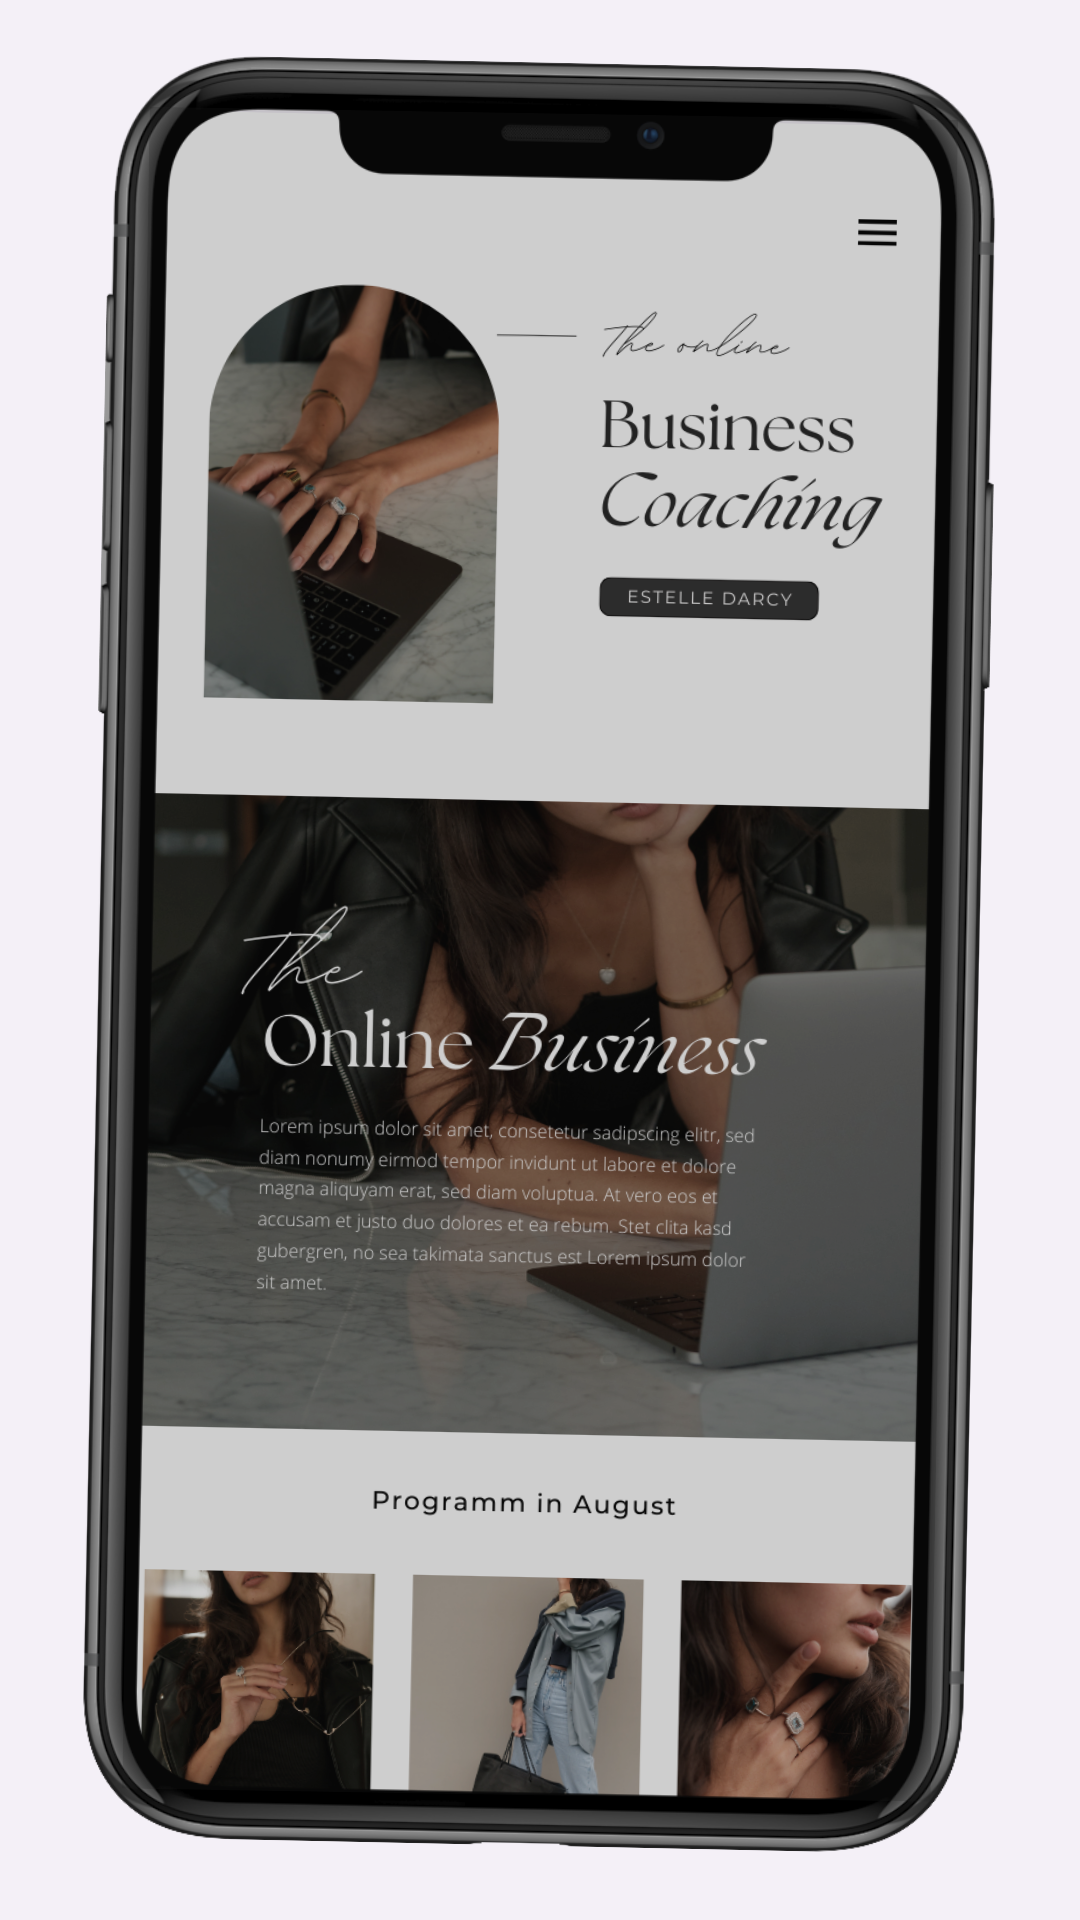 The online
Business
Coaching
ESTELLE DARCY
The
Online Business
Lorem ipsum dolor sit amet, consetetur sadipscing elitr, sed
diam nonumy eirmod tempor invidunt ut labore et dolore
magna aliquyam erat, sed diam voluptua. At vero eos et
accusam et justo duo dolores et ea rebum. Stet clita kasd
gubergren, no sea takimata sanctus est Lorem ipsum dolor
sit amet.
Programm in August